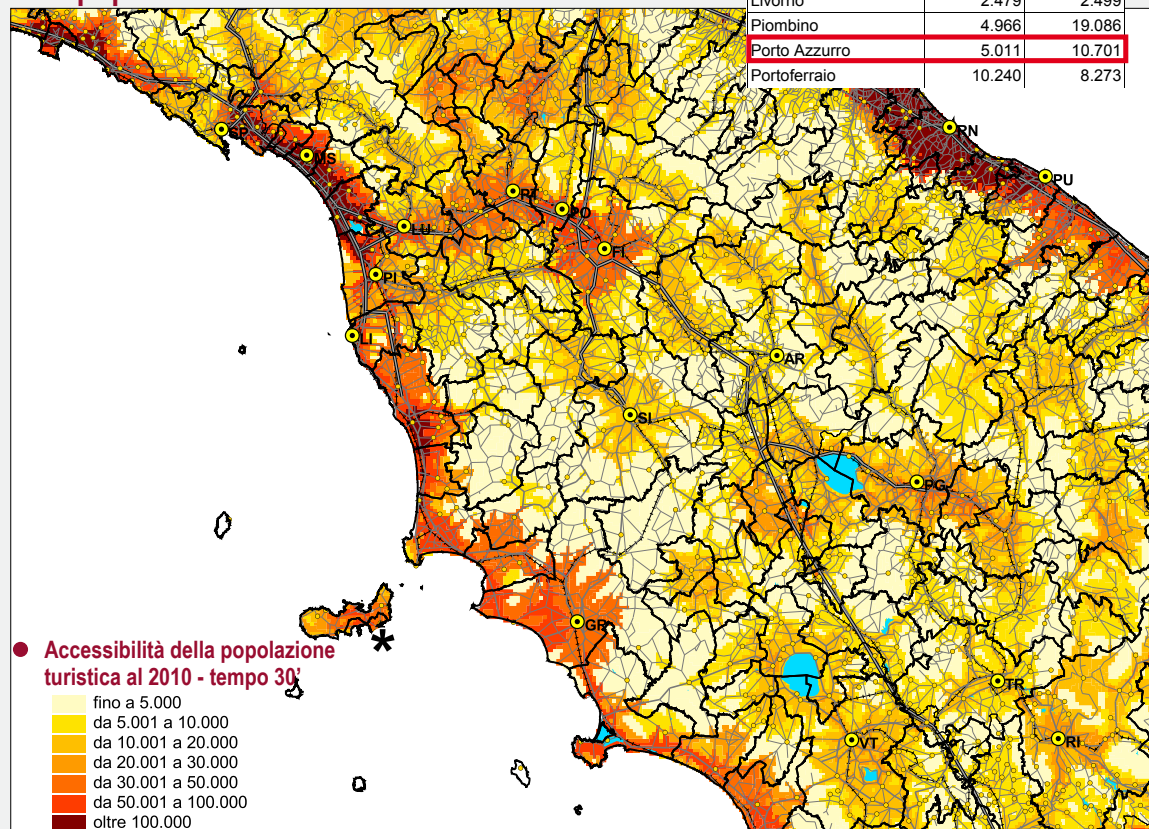 Livorno 2.479 2.499
Piombino 4.966 19.086
Porto Azzurro 5.011 10.701
Portoferraio 10.240 8.273
RN
SP
MS
PU
PT
PO
LU
FI
PI
LI
AR
SI
PG
GR
*
TR
VT
RI
Accessibilità della popolazione
turistica al 2010 - tempo 30'
fino a 5.000
da 5.001 a 10.000
da 10.001 a 20.000
da 20.001 a 30.000
da 30.001 a 50.000
da 50.001 a 100.000
oltre 100.000